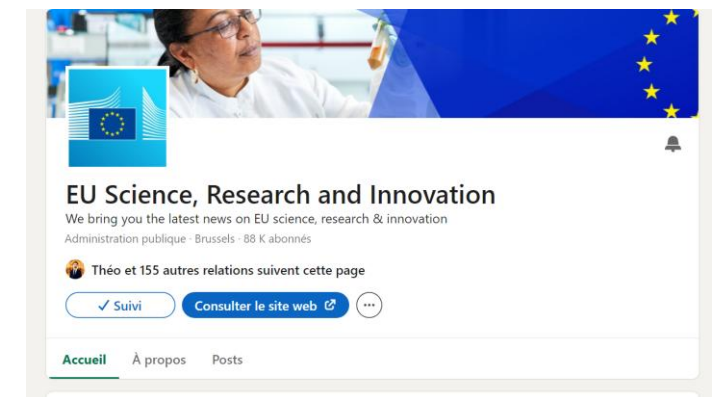 EU Science, Research and Innovation
We bring you the latest news on EU science, research & innovation
Administration publique · Brussels · 88 K abonnés
Théo et 155 autres relations suivent cette page
✓ Suivi Consulter le site web
Accueil À propos Posts